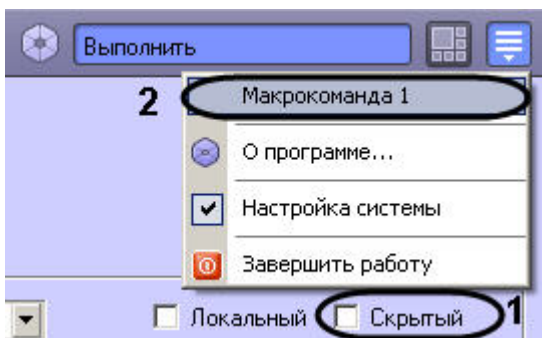 Выполнить
2 Макрокоманда 1
О программе...
Настройка системы
Завершить работу
Локальный Скрытый 1